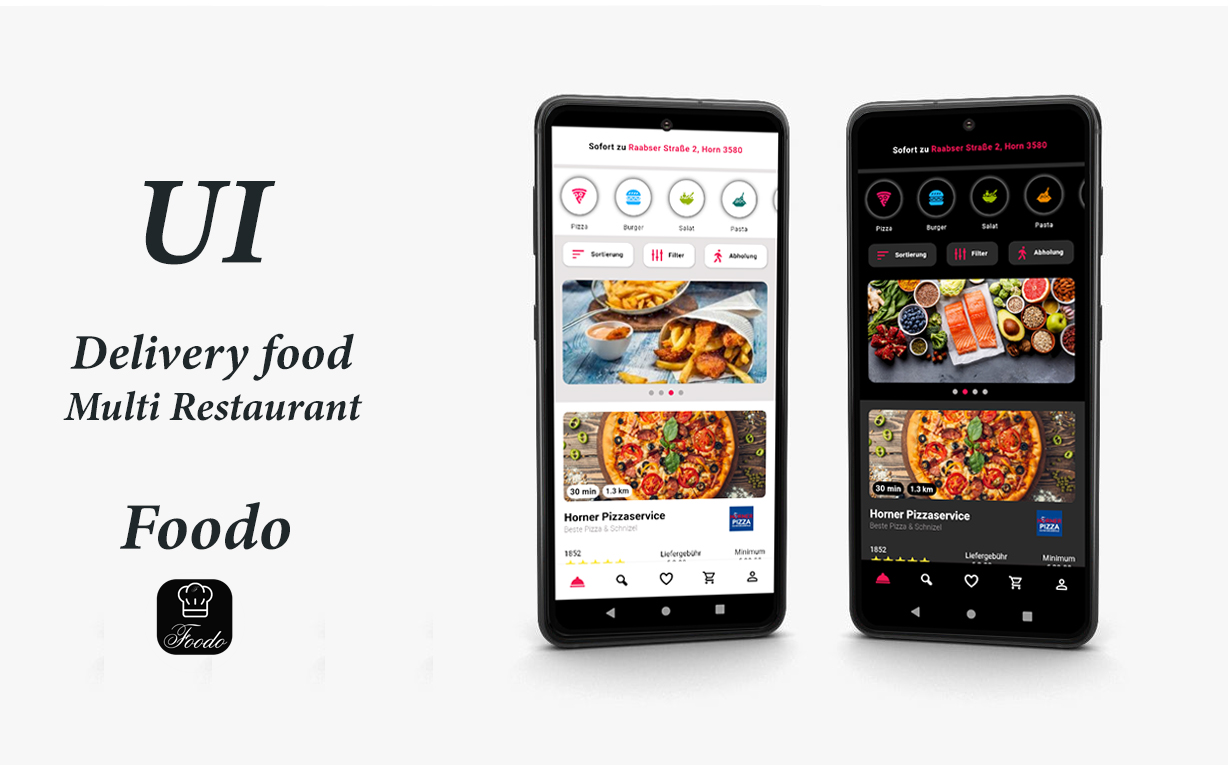 UI
Delivery food
Multi Restaurant
Foodo
Foodo
Sofort zu Raabser Straße 2, Horn 3580
Pizza
Burger
Salat
Pasta
Sortierung
Filter
Abholung
30 min
1.3 km
Horner Pizzaservice
Beste Pizza & Schnizel
PIZZA
1852
Liefergebühr
Minimum
Sofort zu Raabser Straße 2, Horn 3580
Pizza
Burger
Salat
Pasta
Sortierung
Filter
Abholung
30 min
1.3 km
Horner Pizzaservice
Beste Pizza & Schnizel
PIZZA
1852
Liefergebühr
Minimum